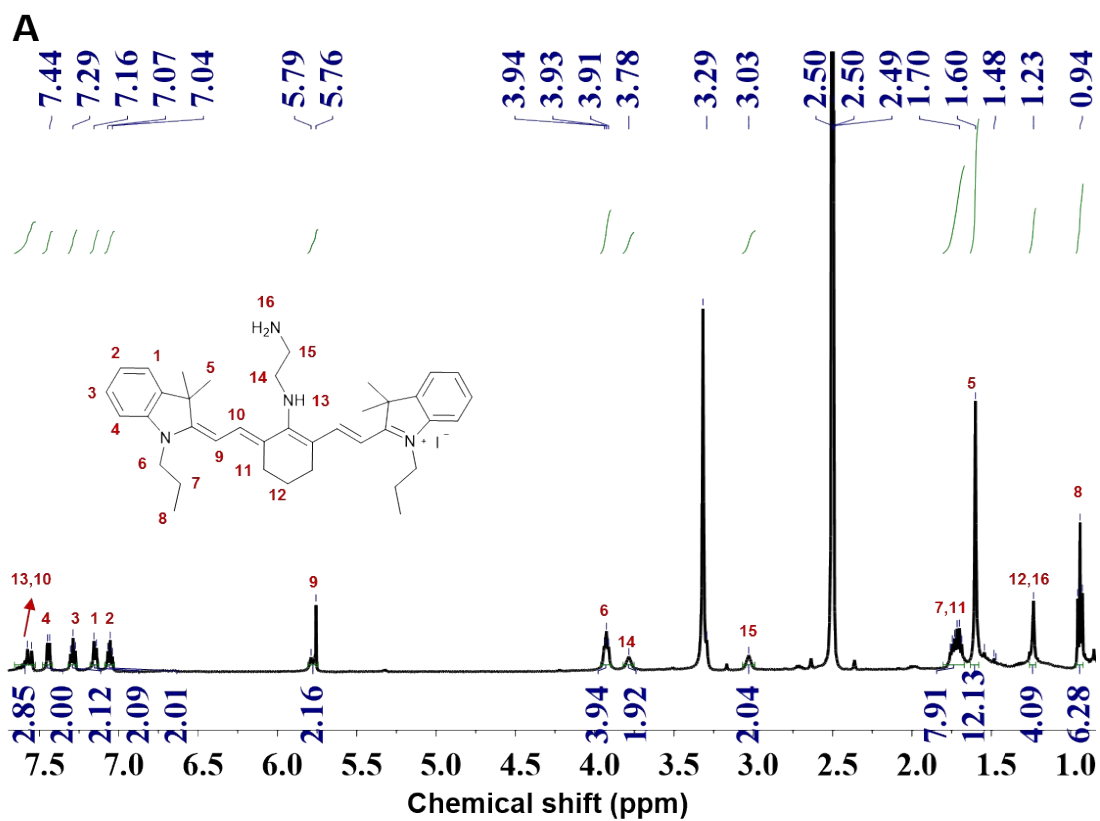 A
7.44 7.29 7.16 7.07 7.04 5.79 5.76 3.94 3.93 3.91 3.78 3.29 3.03 2.50 2.50 2.49 1.70 1.60 1.48 1.23 0.94
16
H₂N
15
2 1 5 14
3 NH 13
10
4
N N⁺ I⁻
6 9 11
7 12
8
5
8
13,10 9 12,16
4 3 1 2 6 14 15 7,11
2.85 2.00 2.12 2.09 2.01 2.16 3.94 1.92 2.04 7.91 12.13 4.09 6.28
7.5 7.0 6.5 6.0 5.5 5.0 4.5 4.0 3.5 3.0 2.5 2.0 1.5 1.0
Chemical shift (ppm)